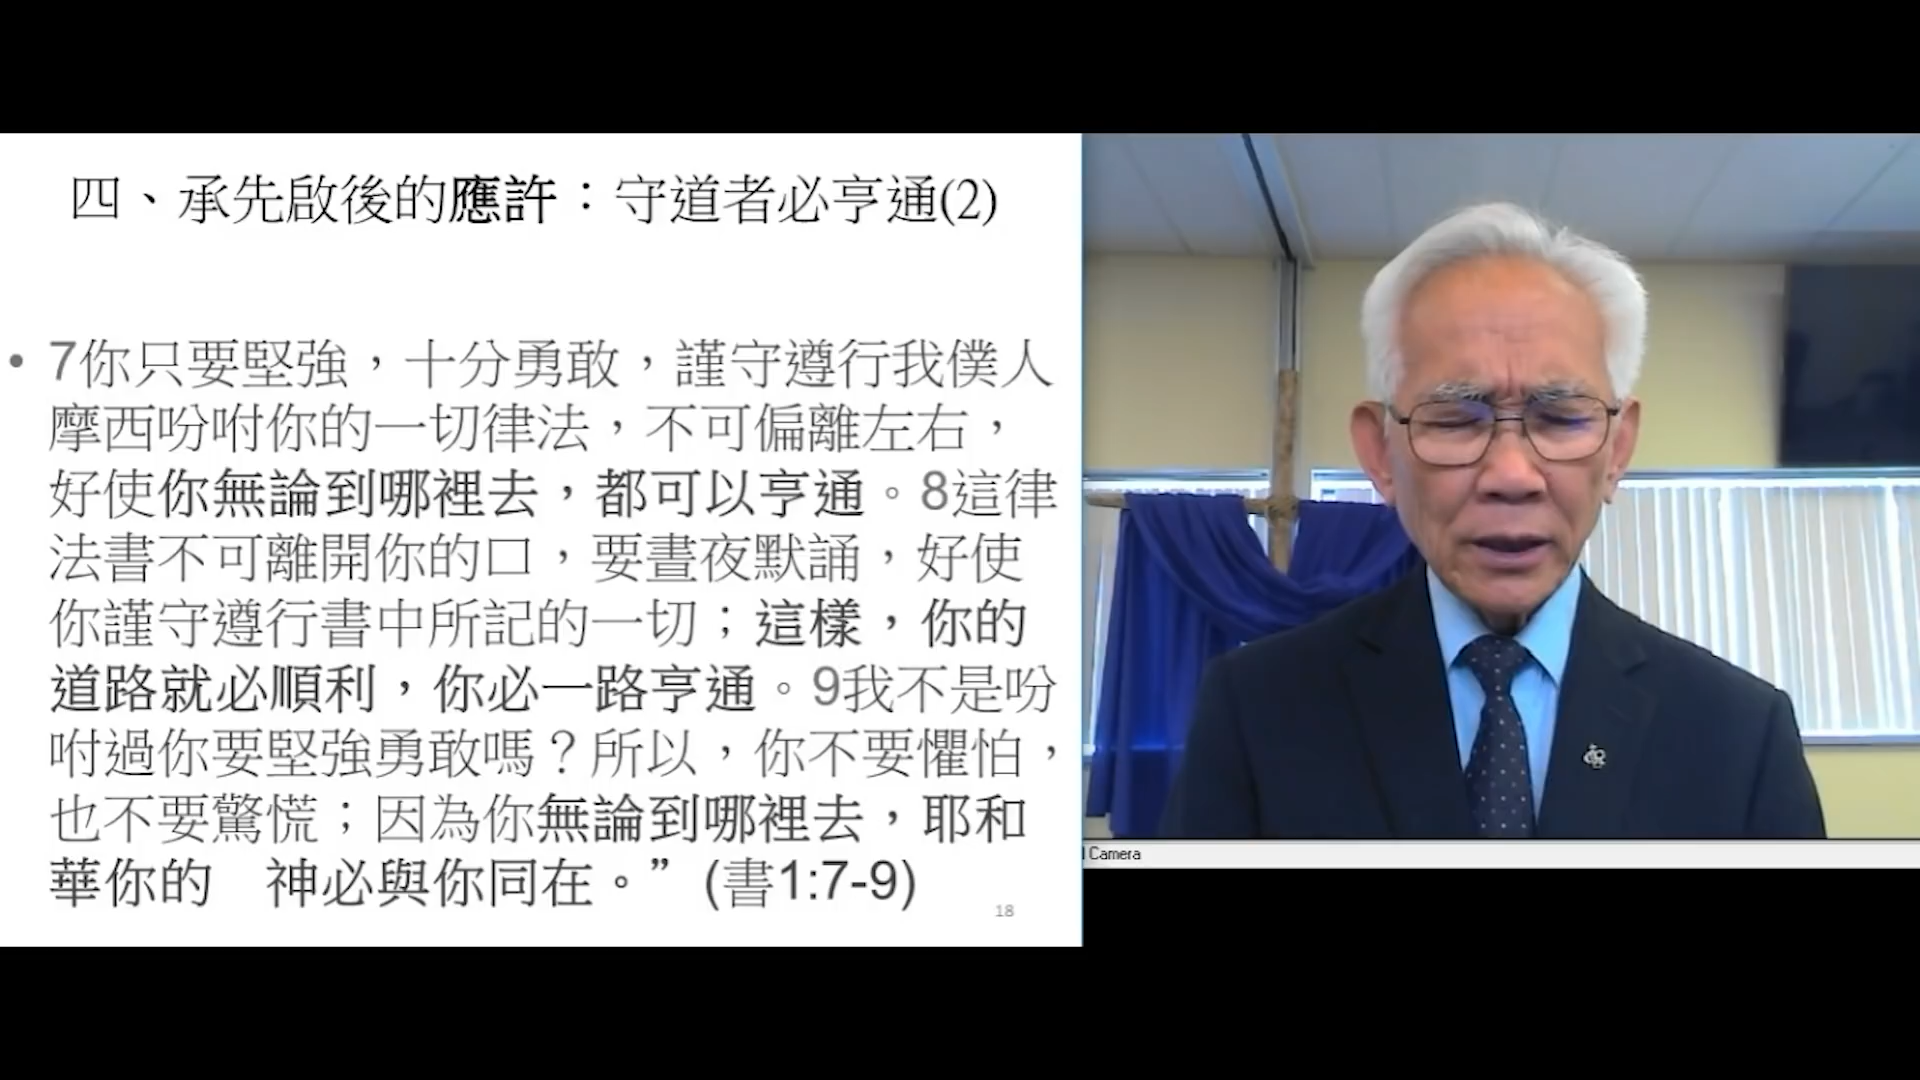 四、承先啟後的應許：守道者必亨通(2)
• 7你只要堅強，十分勇敢，謹守遵行我僕人
摩西吩咐你的一切律法，不可偏離左右，
好使你無論到哪裡去，都可以亨通。8這律
法書不可離開你的口，要晝夜默誦，好使
你謹守遵行書中所記的一切；這樣，你的
道路就必順利，你必一路亨通。9我不是吩
咐過你要堅強勇敢嗎？所以，你不要懼怕，
也不要驚慌；因為你無論到哪裡去，耶和
華你的　神必與你同在。” (書1:7-9)
18
Camera